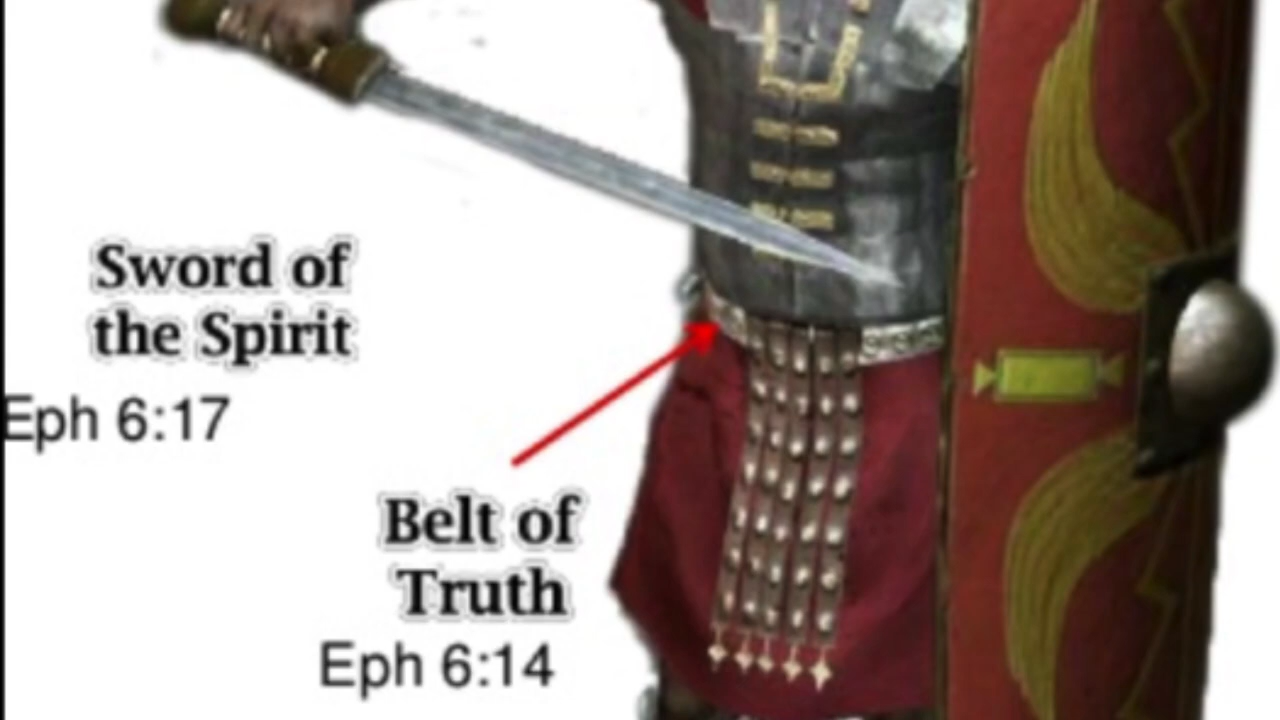 Sword of
the Spirit
Eph 6:17
Belt of
Truth
Eph 6:14